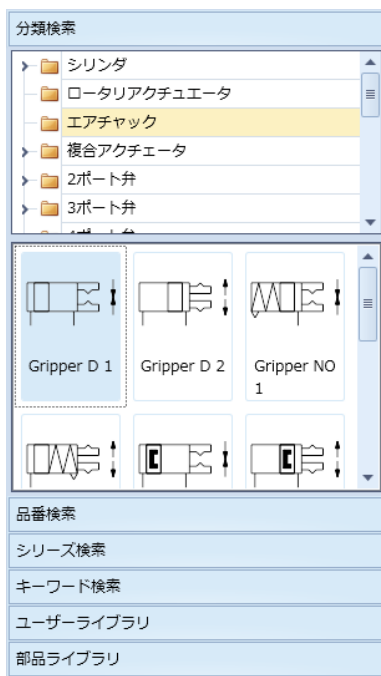 分類検索
シリンダ
ロータリアクチュエータ
エアチャック
複合アクチェータ
2ポート弁
3ポート弁
Gripper D 1
Gripper D 2
Gripper NO
1
品番検索
シリーズ検索
キーワード検索
ユーザーライブラリ
部品ライブラリ